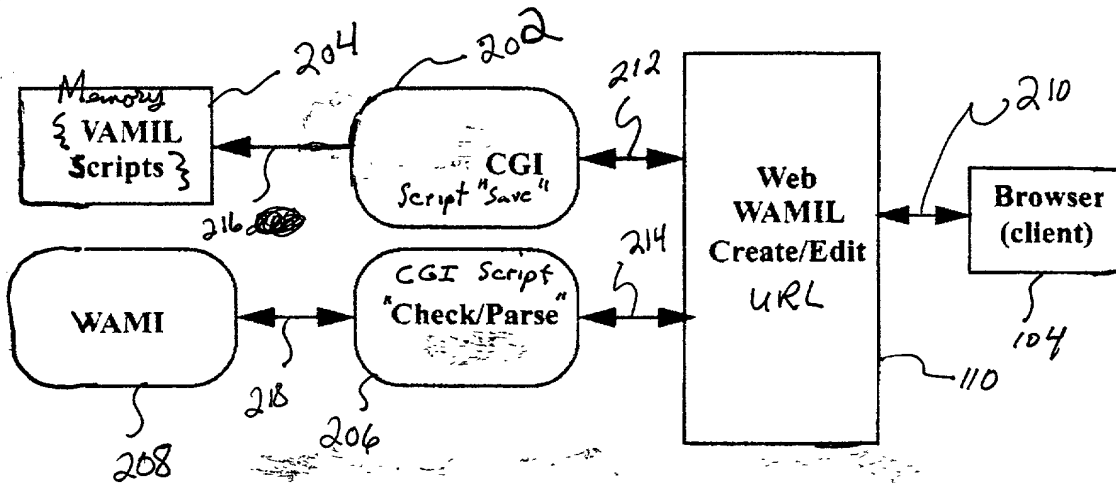 204
Memory
{ VAMIL
Scripts }
216
202
CGI
Script "Save"
212
WAMI
208
218
CGI Script
"Check/Parse"
206
214
Web
WAMIL
Create/Edit
URL
110
210
Browser
(client)
104